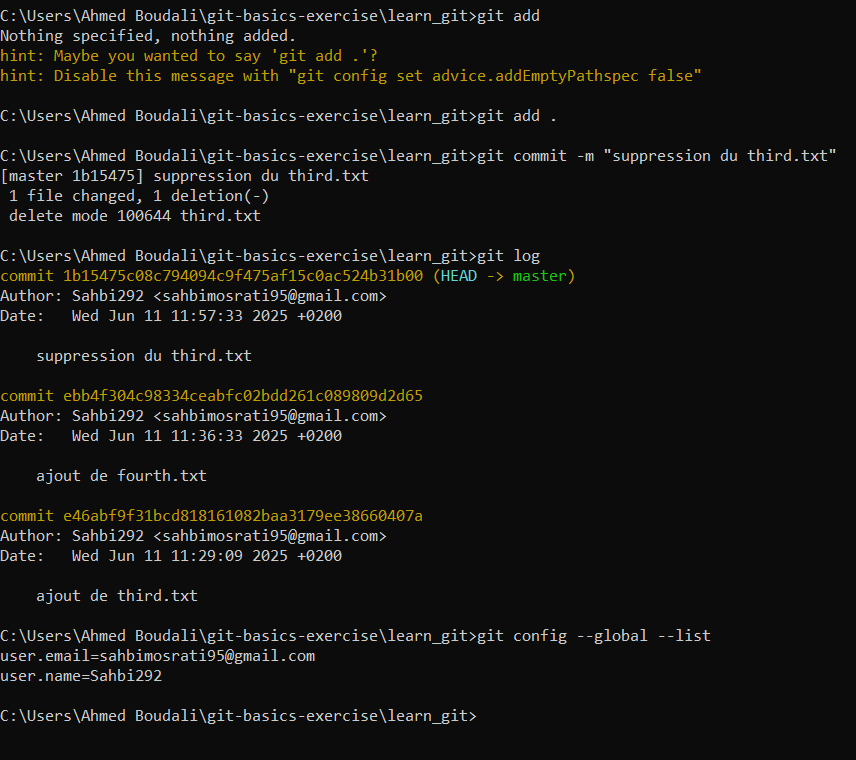 C:\Users\Ahmed Boudali\git-basics-exercise\learn_git>git add
Nothing specified, nothing added.
hint: Maybe you wanted to say 'git add .'?
hint: Disable this message with "git config set advice.addEmptyPathspec false"
C:\Users\Ahmed Boudali\git-basics-exercise\learn_git>git add .
C:\Users\Ahmed Boudali\git-basics-exercise\learn_git>git commit -m "suppression du third.txt"
[master 1b15475] suppression du third.txt
 1 file changed, 1 deletion(-)
 delete mode 100644 third.txt
C:\Users\Ahmed Boudali\git-basics-exercise\learn_git>git log
commit 1b15475c08c794094c9f475af15c0ac524b31b00 (HEAD -> master)
Author: Sahbi292 <sahbimosrati95@gmail.com>
Date:   Wed Jun 11 11:57:33 2025 +0200
    suppression du third.txt
commit ebb4f304c98334ceabfc02bdd261c089809d2d65
Author: Sahbi292 <sahbimosrati95@gmail.com>
Date:   Wed Jun 11 11:36:33 2025 +0200
    ajout de fourth.txt
commit e46abf9f31bcd818161082baa3179ee38660407a
Author: Sahbi292 <sahbimosrati95@gmail.com>
Date:   Wed Jun 11 11:29:09 2025 +0200
    ajout de third.txt
C:\Users\Ahmed Boudali\git-basics-exercise\learn_git>git config --global --list
user.email=sahbimosrati95@gmail.com
user.name=Sahbi292
C:\Users\Ahmed Boudali\git-basics-exercise\learn_git>